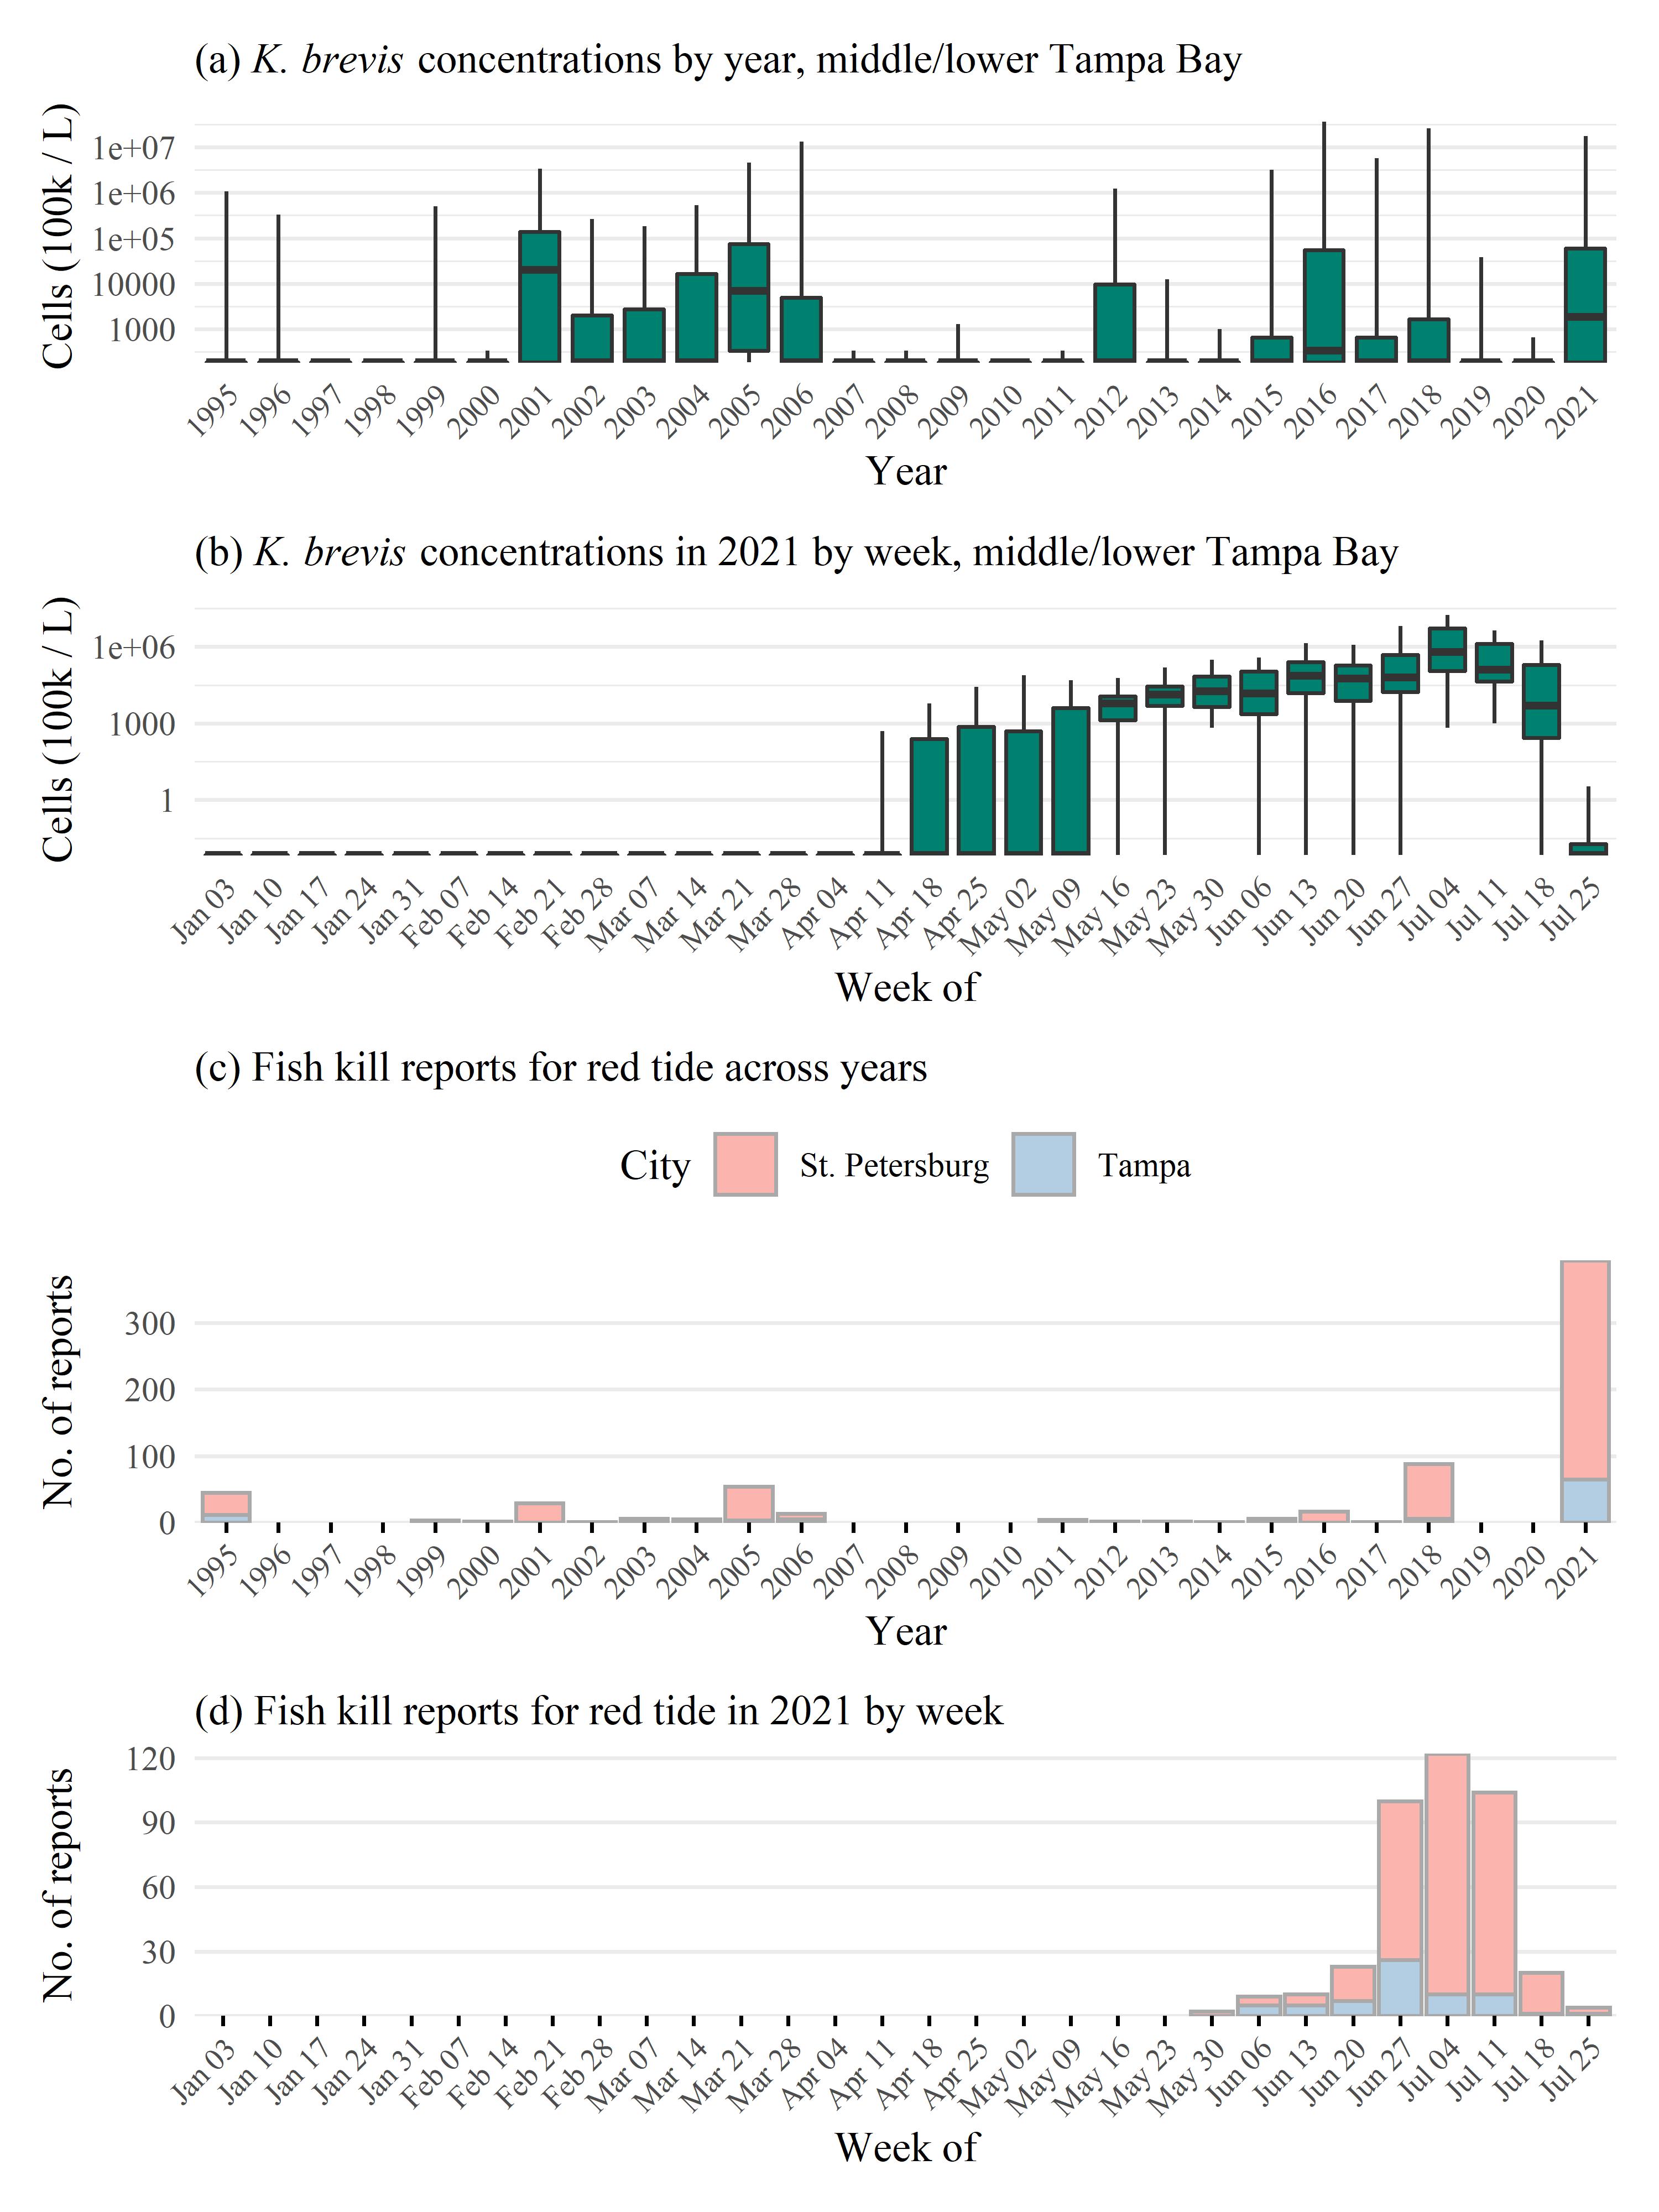 (a) K. brevis concentrations by year, middle/lower Tampa Bay
Cells (100k / L)
1e+07
1e+06
1e+05
10000
1000
1995 1996 1997 1998 1999 2000 2001 2002 2003 2004 2005 2006 2007 2008 2009 2010 2011 2012 2013 2014 2015 2016 2017 2018 2019 2020 2021
Year
(b) K. brevis concentrations in 2021 by week, middle/lower Tampa Bay
Cells (100k / L)
1e+06
1000
1
Jan 03 Jan 10 Jan 17 Jan 24 Jan 31 Feb 07 Feb 14 Feb 21 Feb 28 Mar 07 Mar 14 Mar 21 Mar 28 Apr 04 Apr 11 Apr 18 Apr 25 May 02 May 09 May 16 May 23 May 30 Jun 06 Jun 13 Jun 20 Jun 27 Jul 04 Jul 11 Jul 18 Jul 25
Week of
(c) Fish kill reports for red tide across years
City St. Petersburg Tampa
No. of reports
300
200
100
0
1995 1996 1997 1998 1999 2000 2001 2002 2003 2004 2005 2006 2007 2008 2009 2010 2011 2012 2013 2014 2015 2016 2017 2018 2019 2020 2021
Year
(d) Fish kill reports for red tide in 2021 by week
No. of reports
120
90
60
30
0
Jan 03 Jan 10 Jan 17 Jan 24 Jan 31 Feb 07 Feb 14 Feb 21 Feb 28 Mar 07 Mar 14 Mar 21 Mar 28 Apr 04 Apr 11 Apr 18 Apr 25 May 02 May 09 May 16 May 23 May 30 Jun 06 Jun 13 Jun 20 Jun 27 Jul 04 Jul 11 Jul 18 Jul 25
Week of